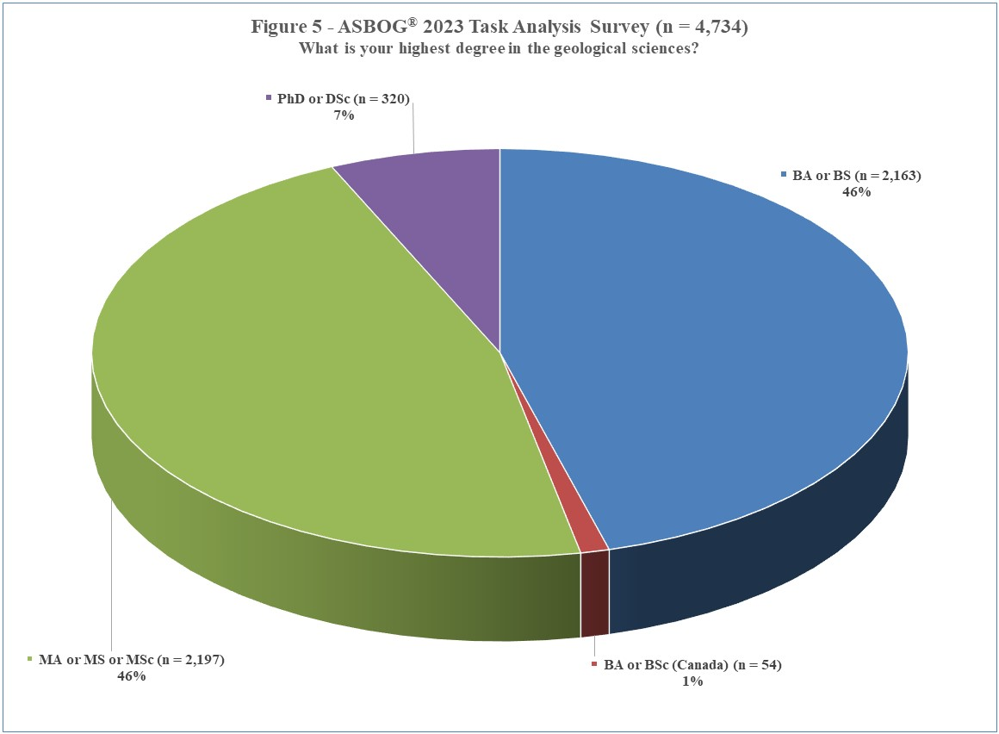 Figure 5 - ASBOG® 2023 Task Analysis Survey (n = 4,734)
What is your highest degree in the geological sciences?
PhD or DSc (n = 320)
7%
BA or BS (n = 2,163)
46%
MA or MS or MSc (n = 2,197)
46%
BA or BSc (Canada) (n = 54)
1%